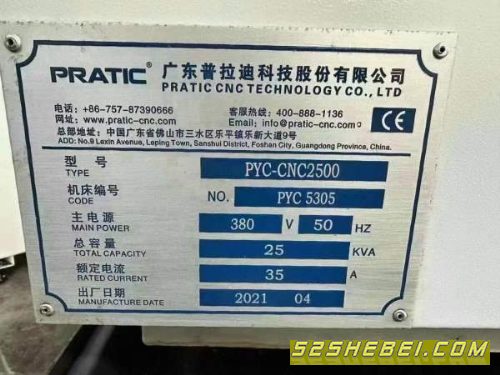 PRATIC® 广东普拉迪科技股份有限公司
PRATIC CNC TECHNOLOGY CO., LTD
电话: +86-757-87390666 客服热线: 400-888-1136
网址: www.pratic-cnc.com Email: info@pratic-cnc.com
总部地址: 中国广东省佛山市三水区乐平镇乐新大道9号
ADD: No.9 Lexin Avenue, Leping Town, Sanshui District, Foshan City, Guangdong Province, China.
CE
型号 PYC-CNC2500
TYPE
机床编号 NO. PYC 5305
CODE
主电源 380 V 50 HZ
MAIN POWER
总容量 25 KVA
TOTAL CAPACITY
额定电流 35 A
RATED CURRENT
出厂日期 2021 04
MANUFACTURE DATE
52SHEBEI.COM